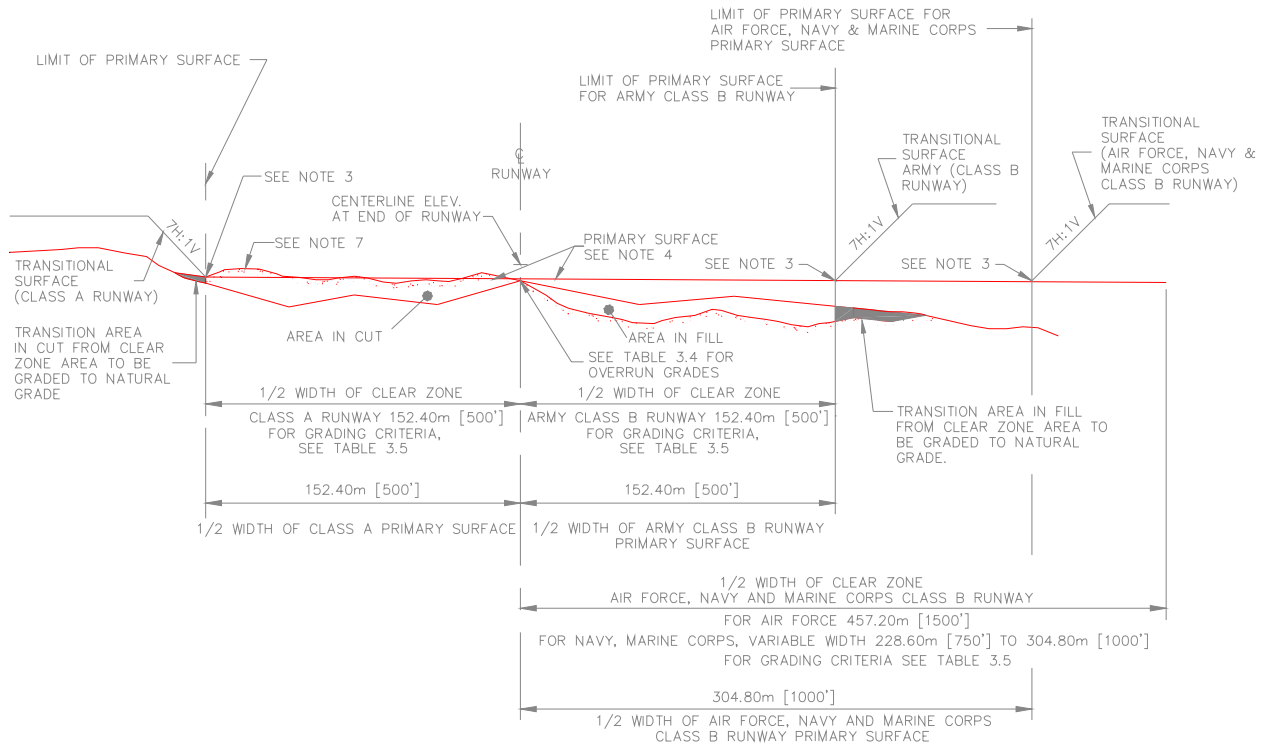 LIMIT OF PRIMARY SURFACE FOR
AIR FORCE, NAVY & MARINE CORPS
PRIMARY SURFACE
LIMIT OF PRIMARY SURFACE
LIMIT OF PRIMARY SURFACE
FOR ARMY CLASS B RUNWAY
TRANSITIONAL
SURFACE
(AIR FORCE, NAVY &
MARINE CORPS
CLASS B RUNWAY)
TRANSITIONAL
SURFACE
ARMY (CLASS B
RUNWAY)
℄
RUNWAY
SEE NOTE 3
CENTERLINE ELEV.
AT END OF RUNWAY
7H:1V
SEE NOTE 7
PRIMARY SURFACE
SEE NOTE 4
7H:1V
7H:1V
SEE NOTE 3
SEE NOTE 3
TRANSITIONAL
SURFACE
(CLASS A RUNWAY)
TRANSITION AREA
IN CUT FROM CLEAR
ZONE AREA TO BE
GRADED TO NATURAL
GRADE
AREA IN CUT
AREA IN FILL
SEE TABLE 3.4 FOR
OVERRUN GRADES
1/2 WIDTH OF CLEAR ZONE
CLASS A RUNWAY 152.40m [500']
FOR GRADING CRITERIA,
SEE TABLE 3.5
1/2 WIDTH OF CLEAR ZONE
ARMY CLASS B RUNWAY 152.40m [500']
FOR GRADING CRITERIA,
SEE TABLE 3.5
TRANSITION AREA IN FILL
FROM CLEAR ZONE AREA TO
BE GRADED TO NATURAL
GRADE.
152.40m [500']
1/2 WIDTH OF CLASS A PRIMARY SURFACE
152.40m [500']
1/2 WIDTH OF ARMY CLASS B RUNWAY
PRIMARY SURFACE
1/2 WIDTH OF CLEAR ZONE
AIR FORCE, NAVY AND MARINE CORPS CLASS B RUNWAY
FOR AIR FORCE 457.20m [1500']
FOR NAVY, MARINE CORPS, VARIABLE WIDTH 228.60m [750'] TO 304.80m [1000']
FOR GRADING CRITERIA SEE TABLE 3.5
304.80m [1000']
1/2 WIDTH OF AIR FORCE, NAVY AND MARINE CORPS
CLASS B RUNWAY PRIMARY SURFACE